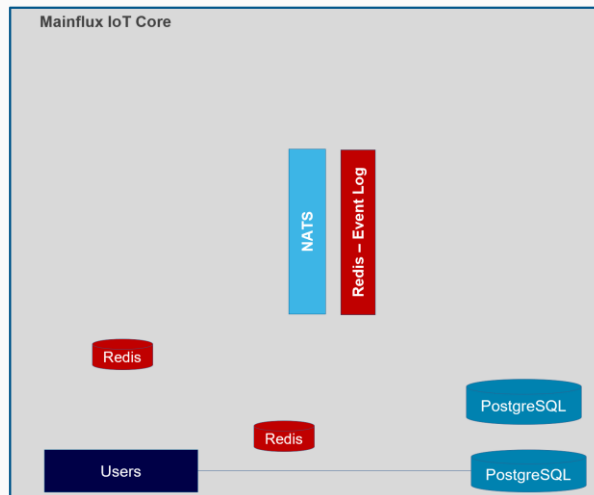 Mainflux IoT Core
NATS
Redis – Event Log
Redis
PostgreSQL
Redis
Users
PostgreSQL